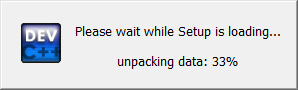 DEV
C++
Please wait while Setup is loading...
unpacking data: 33%